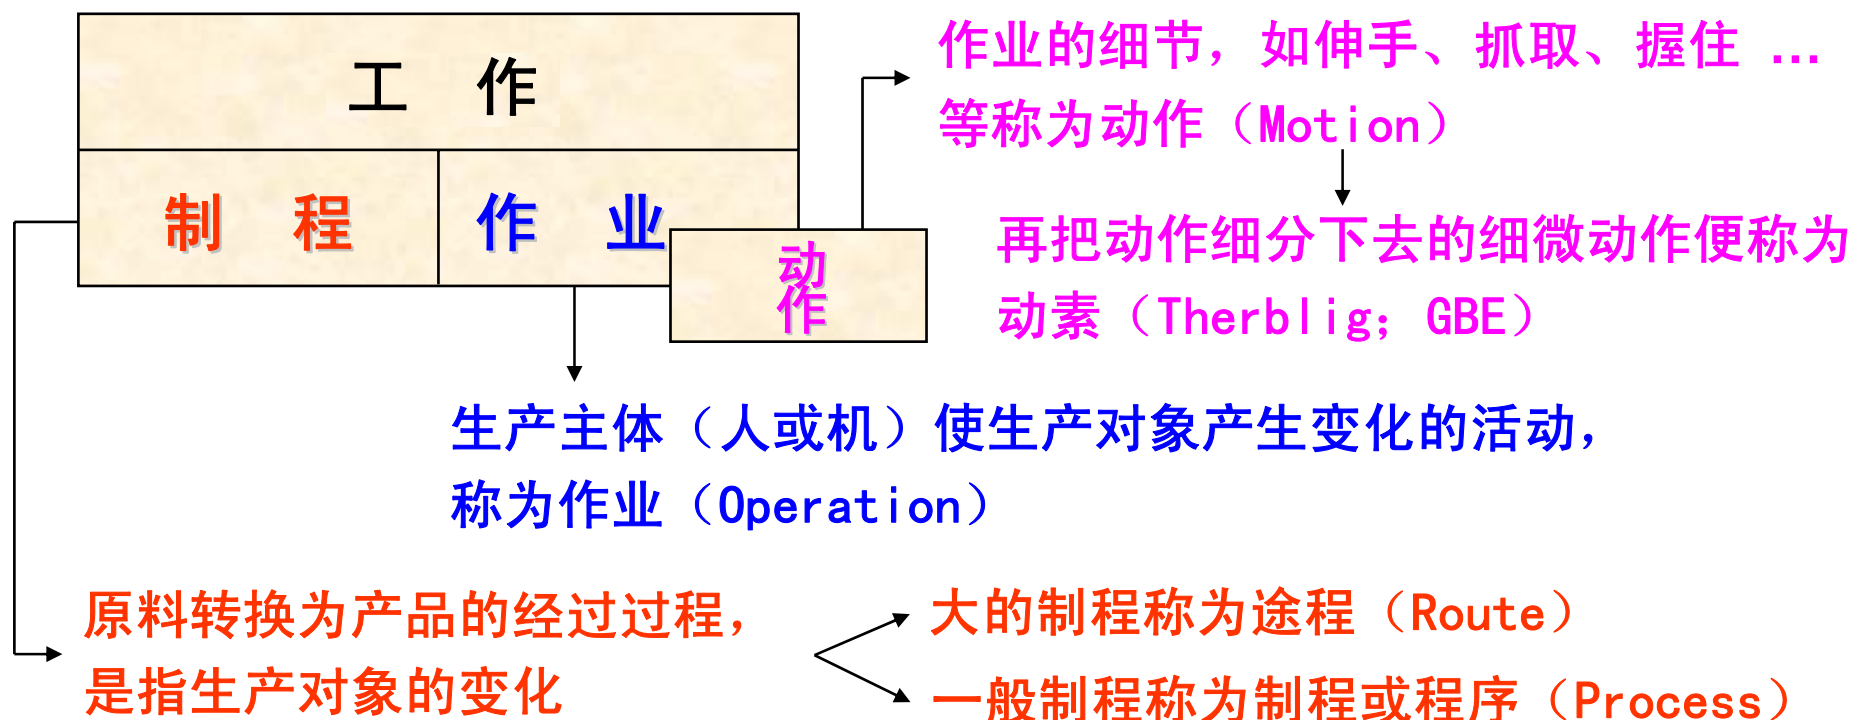 工 作
制 程
作 业
动作
作业的细节，如伸手、抓取、握住 ...
等称为动作（Motion）
再把动作细分下去的细微动作便称为
动素（Therblig；GBE）
生产主体（人或机）使生产对象产生变化的活动，
称为作业（Operation）
原料转换为产品的经过过程，
是指生产对象的变化
大的制程称为途程（Route）
一般制程称为制程或程序（Process）